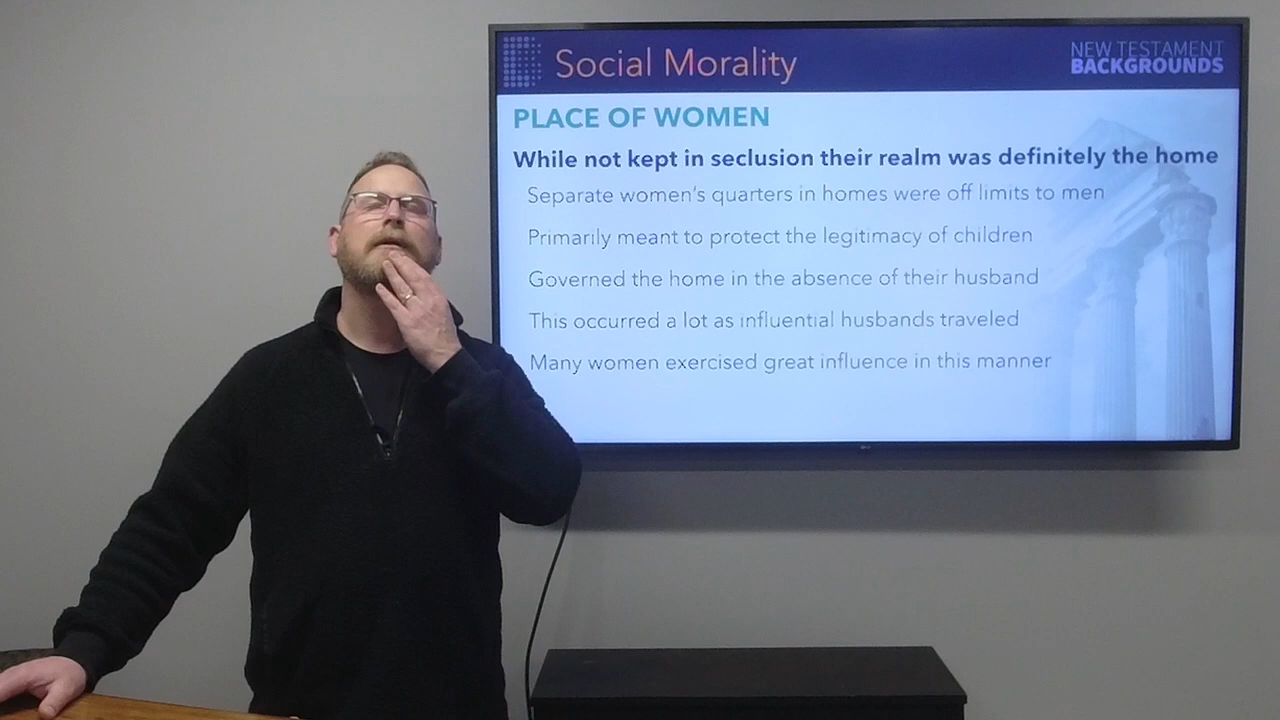 Social Morality
NEW TESTAMENT
BACKGROUNDS
PLACE OF WOMEN
While not kept in seclusion their realm was definitely the home
Separate women's quarters in homes were off limits to men
Primarily meant to protect the legitimacy of children
Governed the home in the absence of their husband
This occurred a lot as influential husbands traveled
Many women exercised great influence in this manner